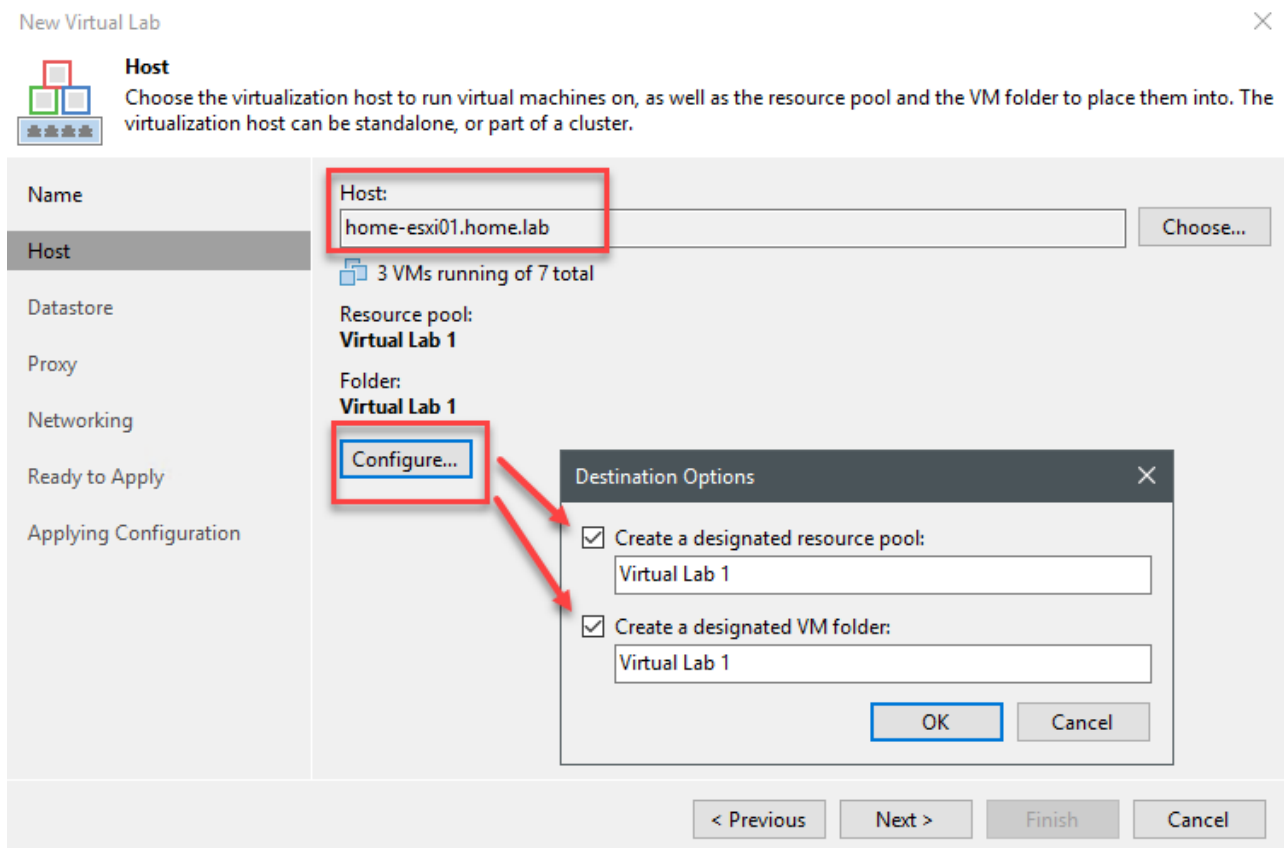 New Virtual Lab
Host
Choose the virtualization host to run virtual machines on, as well as the resource pool and the VM folder to place them into. The
virtualization host can be standalone, or part of a cluster.
Name
Host
Datastore
Proxy
Networking
Ready to Apply
Applying Configuration
Host:
home-esxi01.home.lab
Choose...
3 VMs running of 7 total
Resource pool:
Virtual Lab 1
Folder:
Virtual Lab 1
Configure...
Destination Options
Create a designated resource pool:
Virtual Lab 1
Create a designated VM folder:
Virtual Lab 1
OK
Cancel
< Previous
Next >
Finish
Cancel